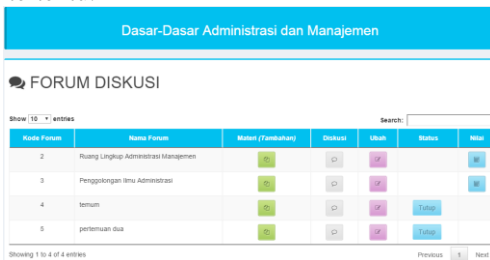 Dasar-Dasar Administrasi dan Manajemen
FORUM DISKUSI
Show 10 entries
Search:
Kode Forum Nama Forum Materi (Tambahan) Diskusi Ubah Status Nilai
2 Ruang Lingkup Administrasi Manajemen
3 Penggolongan Ilmu Administrasi
4 temum Tutup
5 pertemuan dua Tutup
Showing 1 to 4 of 4 entries
Previous 1 Next